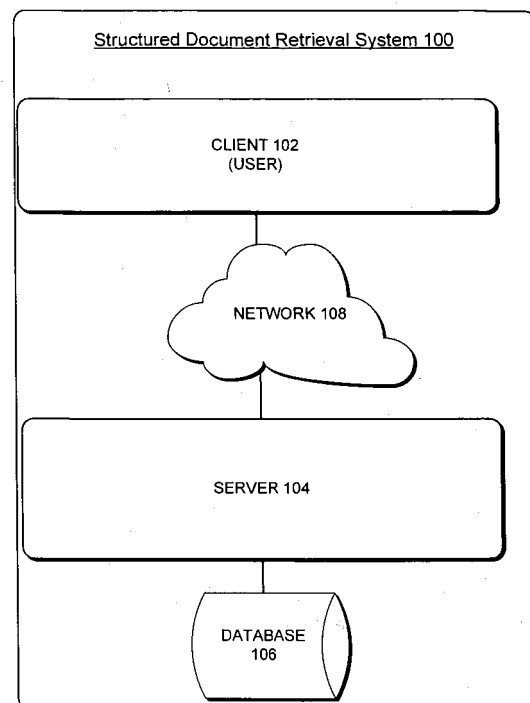 Structured Document Retrieval System 100
CLIENT 102
(USER)
NETWORK 108
SERVER 104
DATABASE
106